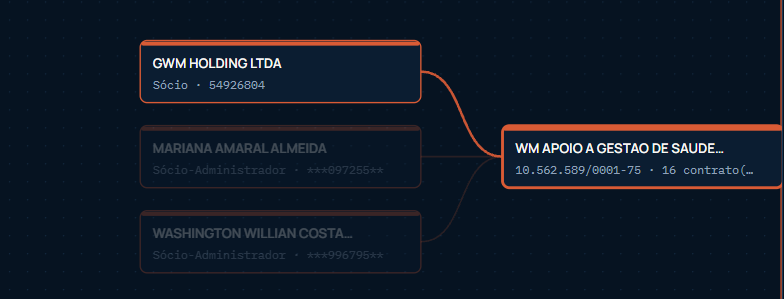 GWM HOLDING LTDA
Sócio · 54926804
MARIANA AMARAL ALMEIDA
Sócio-Administrador · ***097255**
WM APOIO A GESTAO DE SAUDE…
10.562.589/0001-75 · 16 contrato(…
WASHINGTON WILLIAN COSTA…
Sócio-Administrador · ***996795**